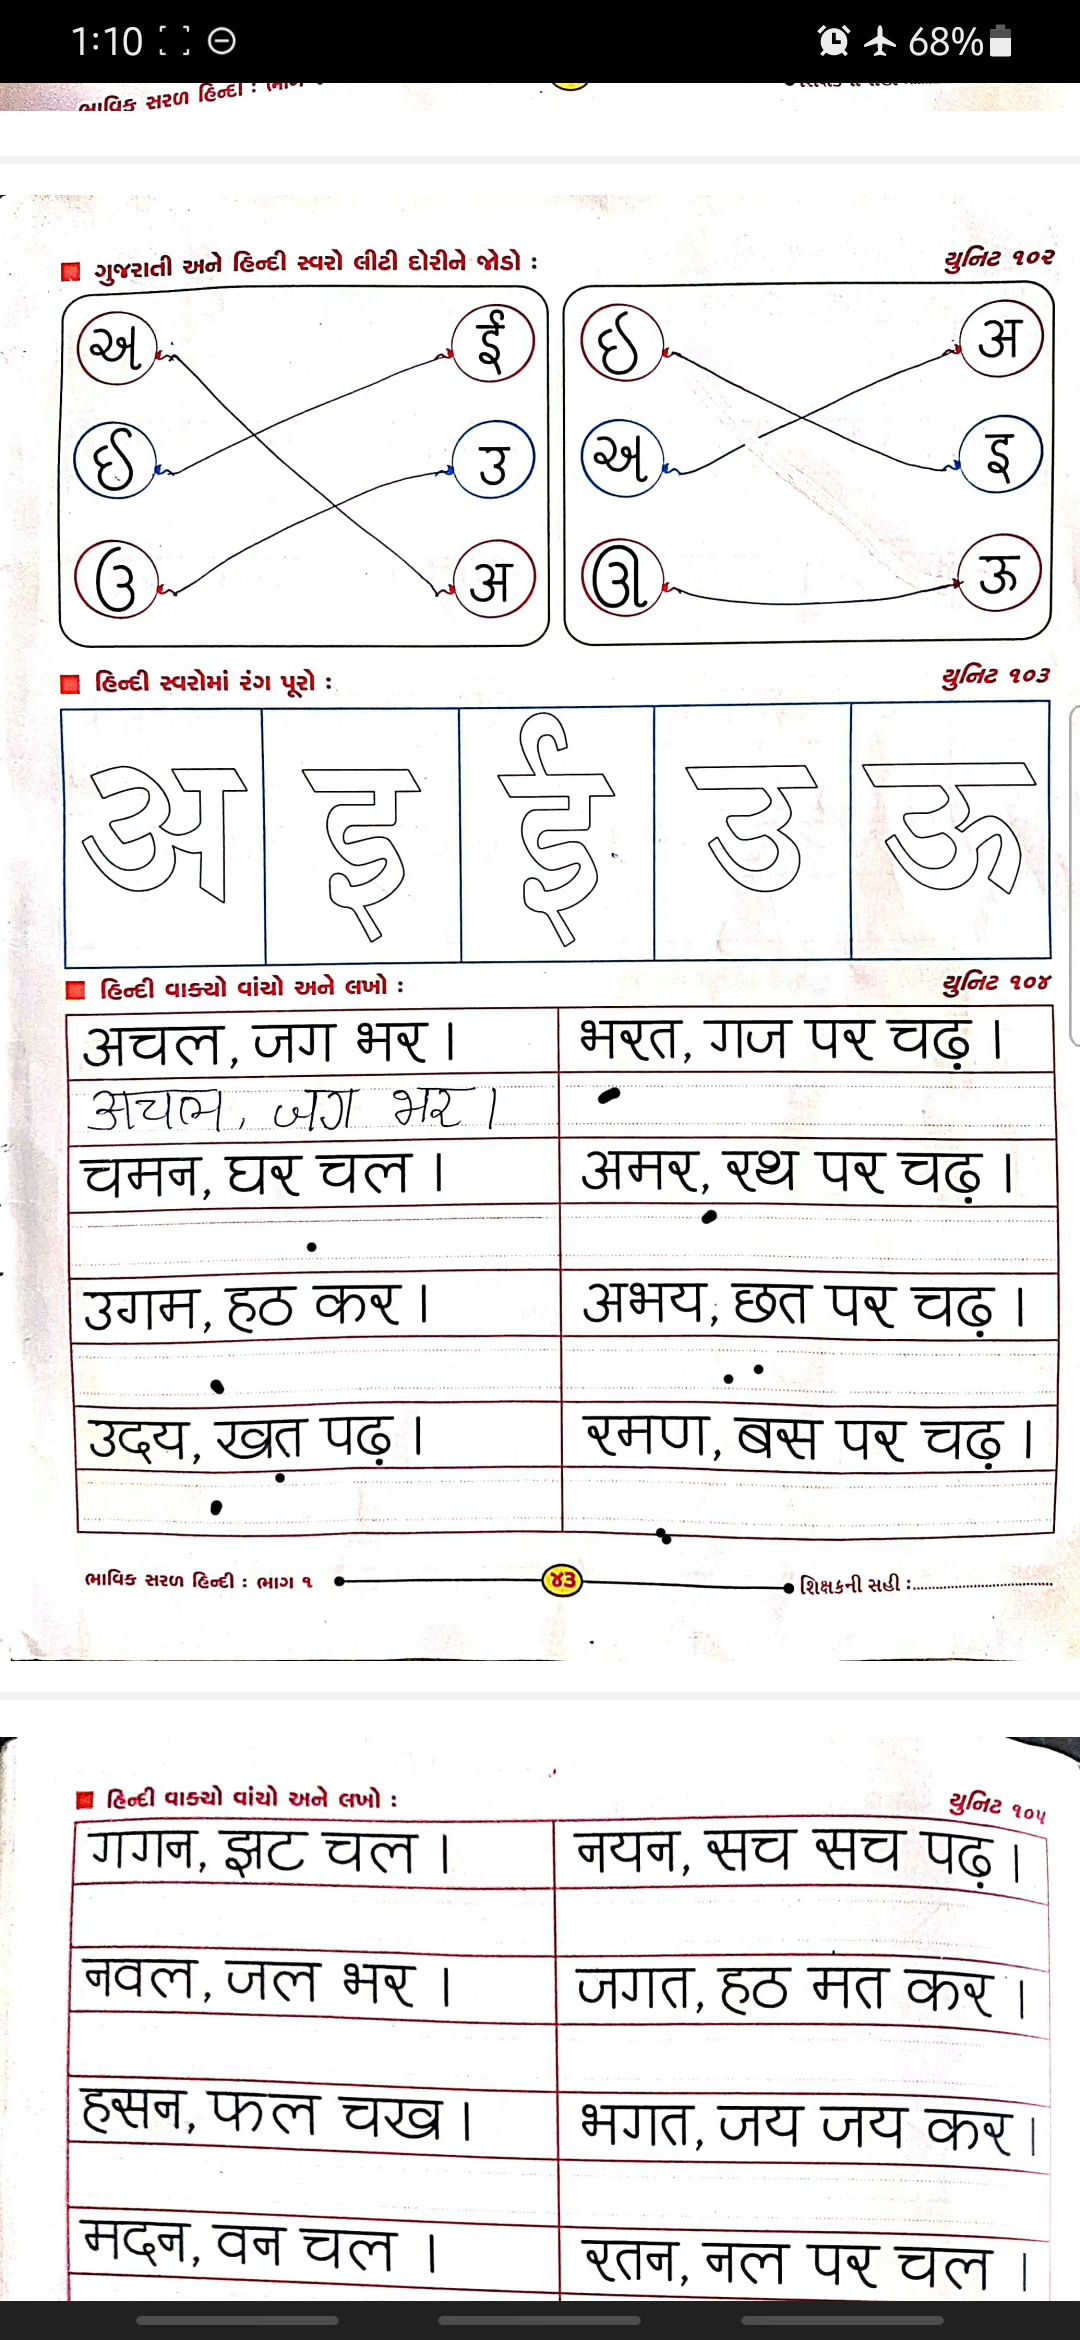 1:10 68%
ભાવિક સરળ હિન્દી :
ગુજરાતી અને હિન્દી સ્વરો લીટી દોરીને જોડો : યુનિટ ૧૦૨
અ ई ઈ अ
ઈ उ અ इ
ઉ अ ઊ ऊ
હિન્દી સ્વરોમાં રંગ પૂરો : યુનિટ ૧૦૩
अ इ ई उ ऊ
હિન્દી વાક્યો વાંચો અને લખો : યુનિટ ૧૦૪
अचल, जग भर । भरत, गज पर चढ़ ।
अचल, जग भर ।
चमन, घर चल । अमर, रथ पर चढ़ ।
उगम, हठ कर । अभय, छत पर चढ़ ।
उदय, खत पढ़ । रमण, बस पर चढ़ ।
ભાવિક સરળ હિન્દી : ભાગ ૧ ૪૩ શિક્ષકની સહી :
હિન્દી વાક્યો વાંચો અને લખો : યુનિટ ૧૦૫
गगन, झट चल । नयन, सच सच पढ़ ।
नवल, जल भर । जगत, हठ मत कर ।
हसन, फल चख । भगत, जय जय कर ।
मदन, वन चल । रतन, नल पर चल ।